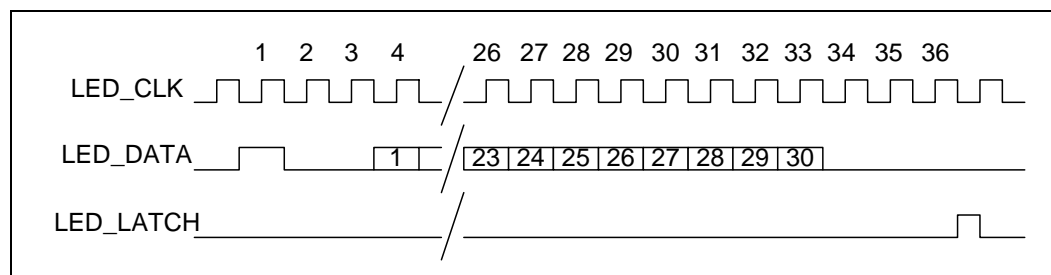 1 2 3 4 26 27 28 29 30 31 32 33 34 35 36
LED_CLK
LED_DATA 1 23 24 25 26 27 28 29 30
LED_LATCH